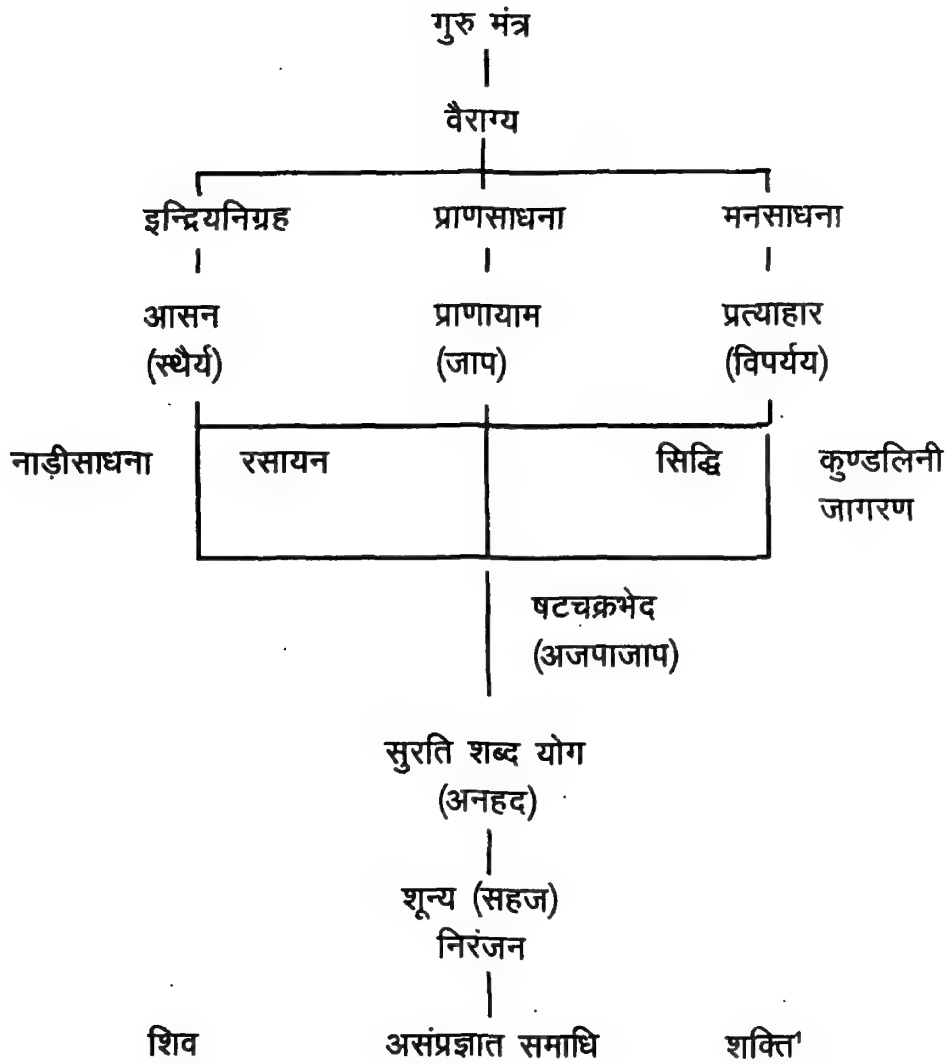 गुरु मंत्र
वैराग्य
इन्द्रियनिग्रह प्राणसाधना मनसाधना
आसन प्राणायाम प्रत्याहार
(स्थैर्य) (जाप) (विपर्यय)
नाड़ीसाधना रसायन सिद्धि कुण्डलिनी
जागरण
षटचक्रभेद
(अजपाजाप)
सुरति शब्द योग
(अनहद)
शून्य (सहज)
निरंजन
शिव असंप्रज्ञात समाधि शक्ति¹